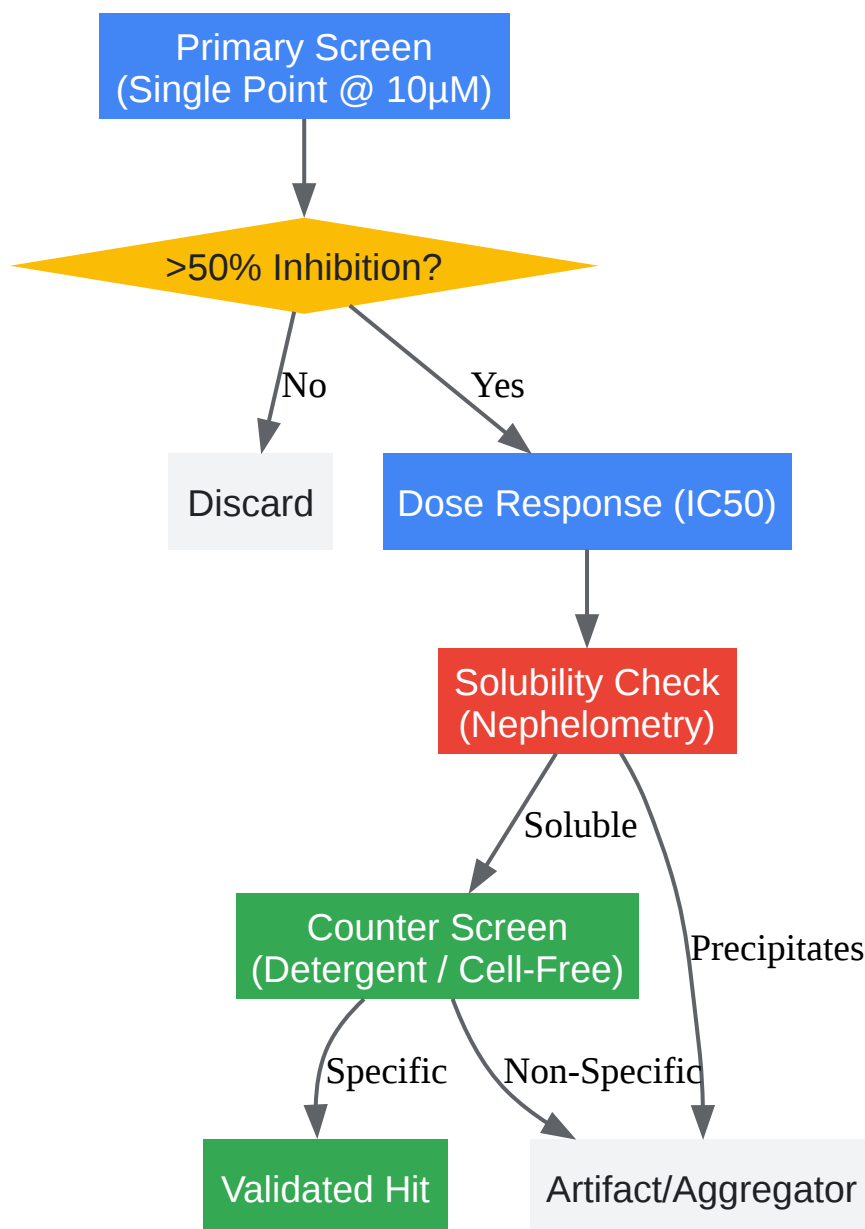 Primary Screen
(Single Point @ 10µM)
>50% Inhibition?
No
Yes
Discard
Dose Response (IC50)
Solubility Check
(Nephelometry)
Soluble
Counter Screen
(Detergent / Cell-Free)
Precipitates
Specific
Non-Specific
Validated Hit
Artifact/Aggregator